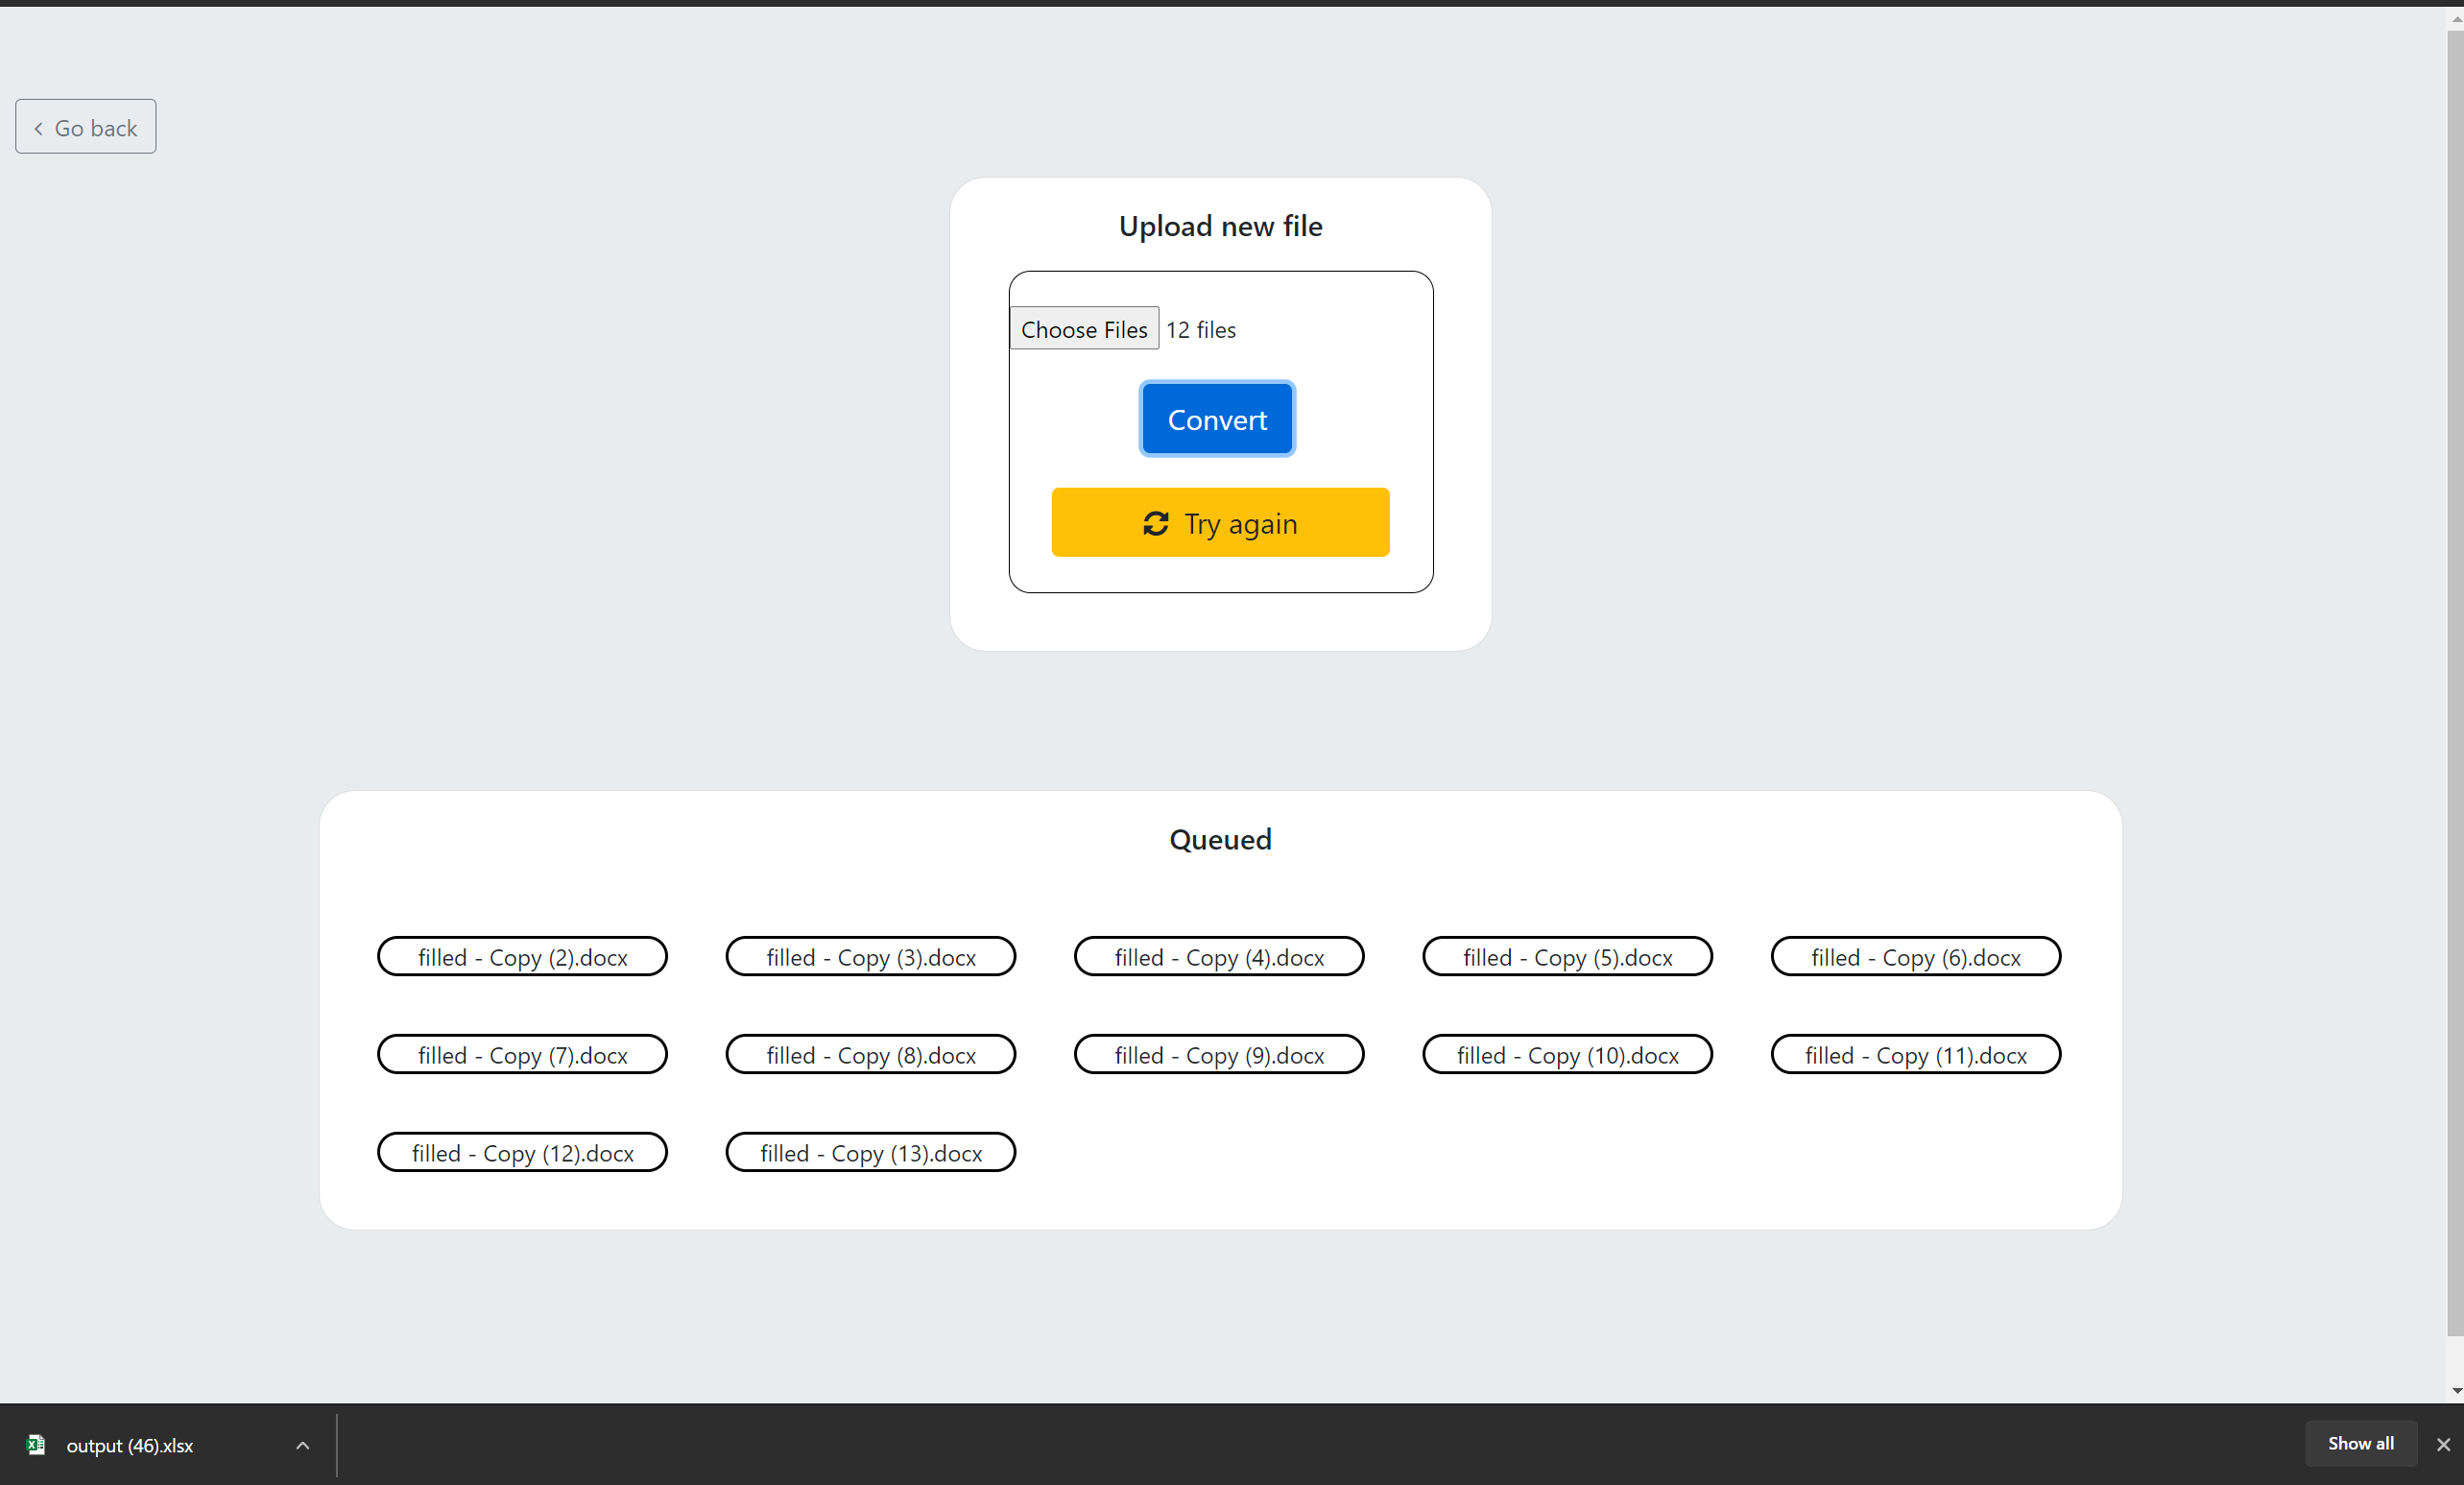 Go back
Upload new file
Choose Files 12 files
Convert
Try again
Queued
filled - Copy (2).docx filled - Copy (3).docx filled - Copy (4).docx filled - Copy (5).docx filled - Copy (6).docx
filled - Copy (7).docx filled - Copy (8).docx filled - Copy (9).docx filled - Copy (10).docx filled - Copy (11).docx
filled - Copy (12).docx filled - Copy (13).docx
output (46).xlsx Show all